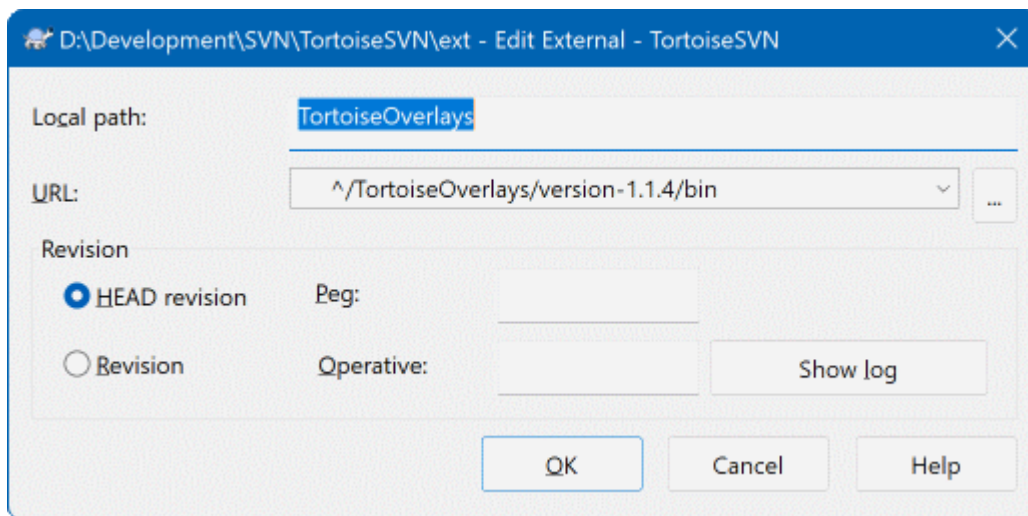 D:\Development\SVN\TortoiseSVN\ext - Edit External - TortoiseSVN
Local path: TortoiseOverlays
URL: ^/TortoiseOverlays/version-1.1.4/bin ...
Revision
HEAD revision Peg:
Revision Operative: Show log
OK Cancel Help